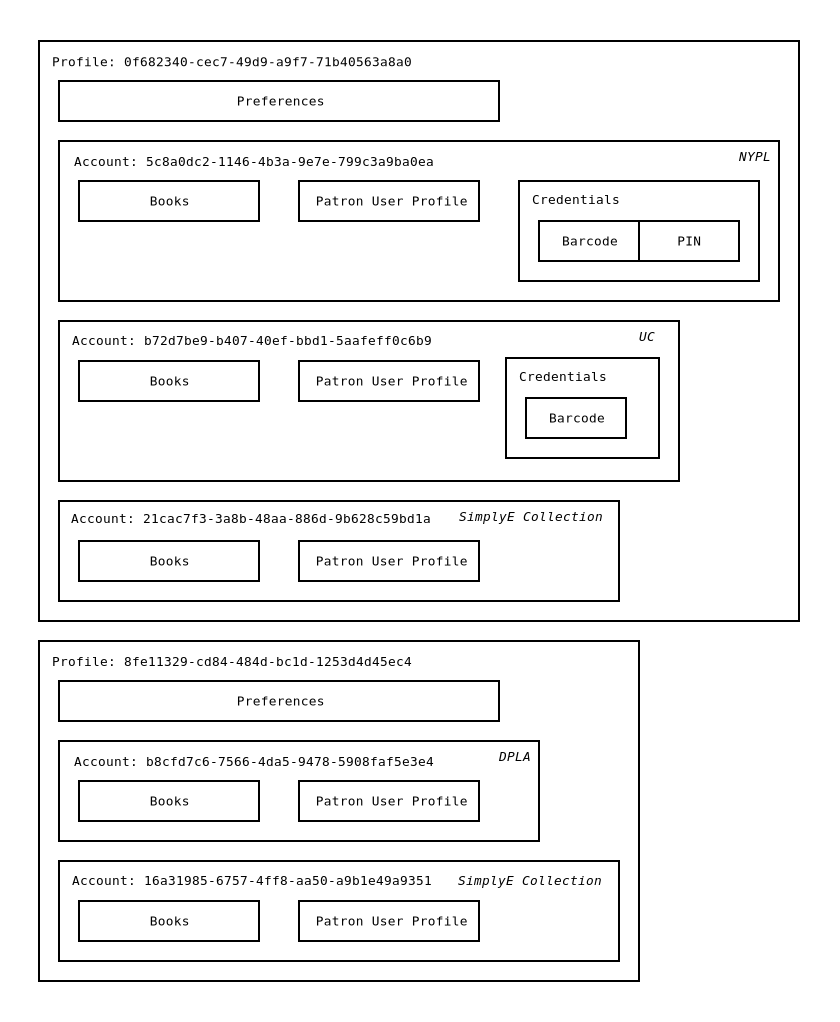 Profile: 0f682340-cec7-49d9-a9f7-71b40563a8a0
Preferences
Account: 5c8a0dc2-1146-4b3a-9e7e-799c3a9ba0ea NYPL
Books Patron User Profile Credentials
Barcode PIN
Account: b72d7be9-b407-40ef-bbd1-5aafeff0c6b9 UC
Books Patron User Profile Credentials
Barcode
Account: 21cac7f3-3a8b-48aa-886d-9b628c59bd1a SimplyE Collection
Books Patron User Profile
Profile: 8fe11329-cd84-484d-bc1d-1253d4d45ec4
Preferences
Account: b8cfd7c6-7566-4da5-9478-5908faf5e3e4 DPLA
Books Patron User Profile
Account: 16a31985-6757-4ff8-aa50-a9b1e49a9351 SimplyE Collection
Books Patron User Profile